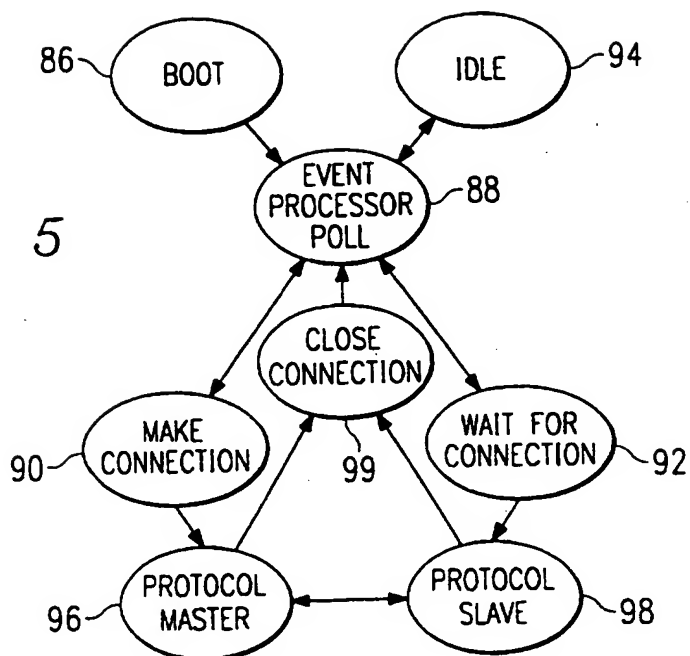 86
BOOT
IDLE
94
EVENT
PROCESSOR
POLL
88
5
CLOSE
CONNECTION
99
MAKE
CONNECTION
90
WAIT FOR
CONNECTION
92
PROTOCOL
MASTER
96
PROTOCOL
SLAVE
98